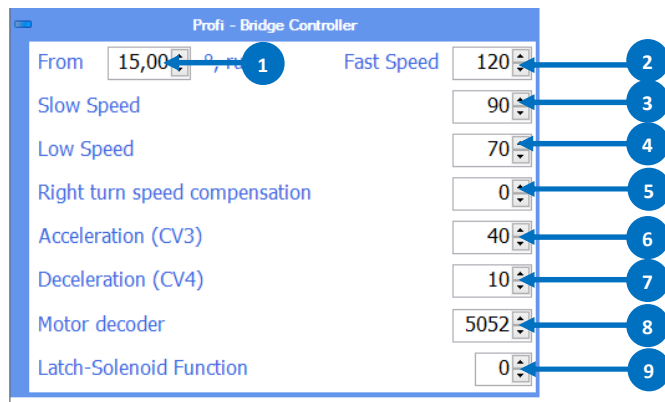 Profi - Bridge Controller
From 15,00 1 Fast Speed 120 2
Slow Speed 90 3
Low Speed 70 4
Right turn speed compensation 0 5
Acceleration (CV3) 40 6
Deceleration (CV4) 10 7
Motor decoder 5052 8
Latch-Solenoid Function 0 9